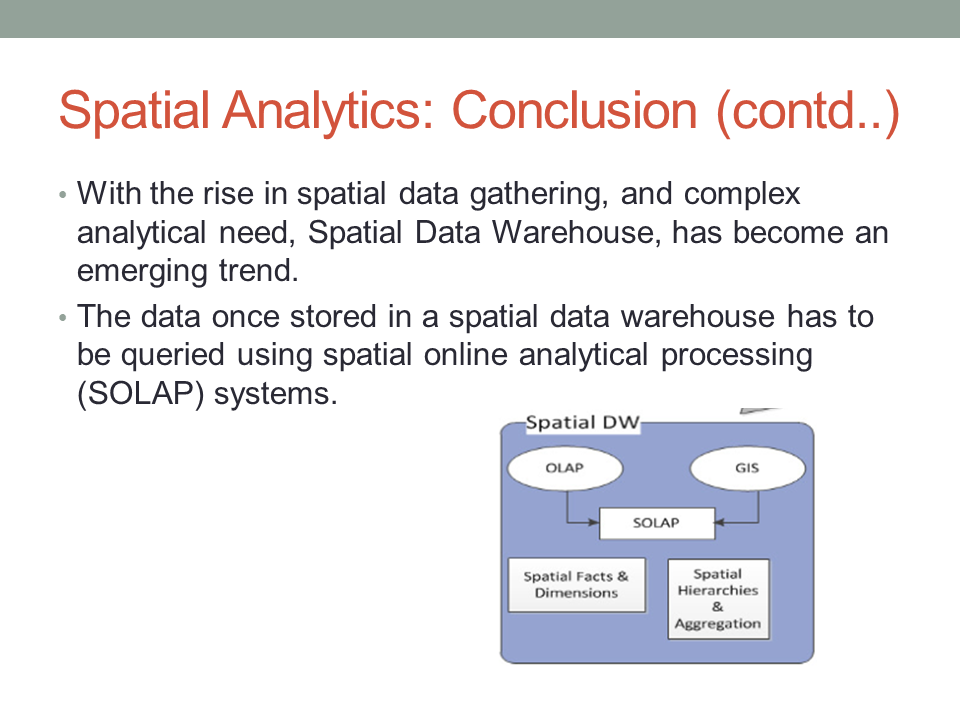 Spatial Analytics: Conclusion (contd..)
• With the rise in spatial data gathering, and complex
analytical need, Spatial Data Warehouse, has become an
emerging trend.
• The data once stored in a spatial data warehouse has to
be queried using spatial online analytical processing
(SOLAP) systems.
Spatial DW
OLAP
GIS
SOLAP
Spatial Facts &
Dimensions
Spatial
Hierarchies
&
Aggregation